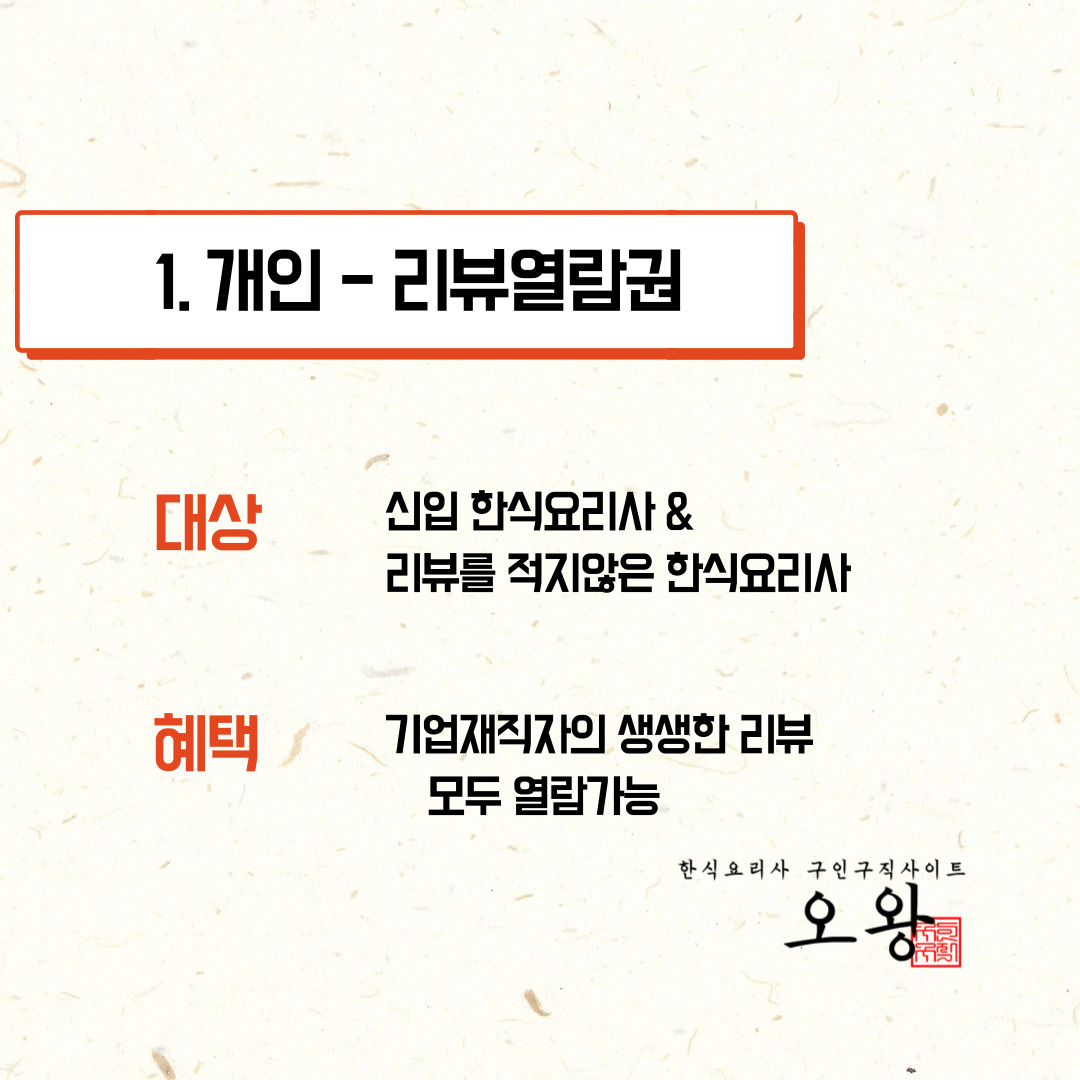 1. 개인 - 리뷰열람권
대상
신입 한식요리사 &
리뷰를 적지않은 한식요리사
혜택
기업재직자의 생생한 리뷰
모두 열람가능
한식요리사 구인구직사이트
오왕